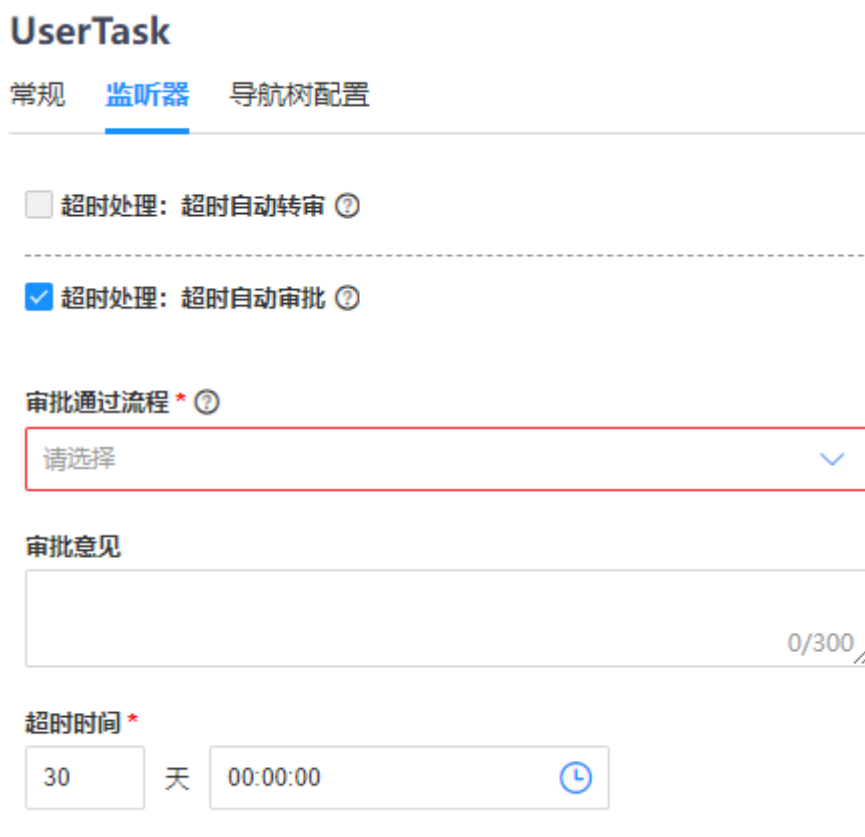 UserTask
常规 监听器 导航树配置
超时处理：超时自动转审 ?
超时处理：超时自动审批 ?
审批通过流程 * ?
请选择
审批意见
0/300
超时时间 *
30 天 00:00:00